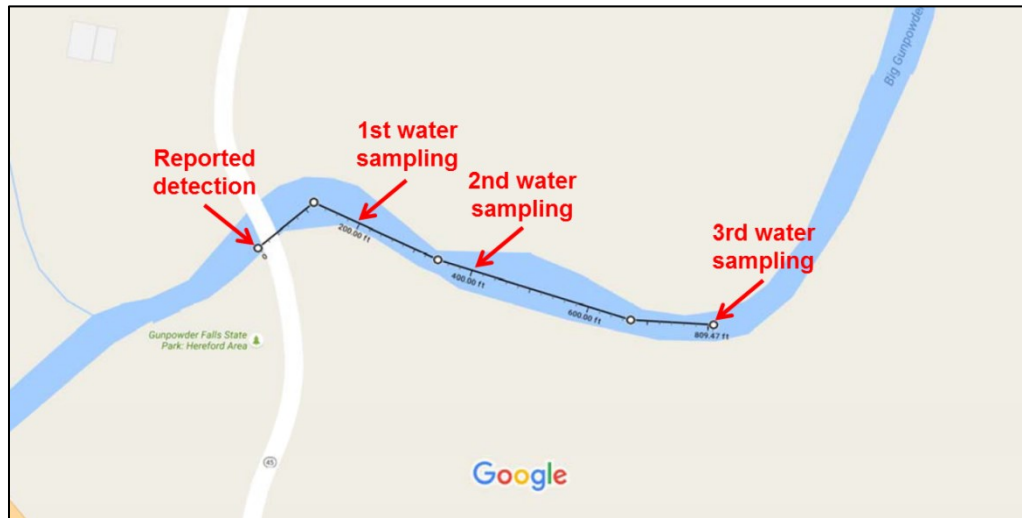 Big Gunpowder
1st water
sampling
Reported
detection
2nd water
sampling
3rd water
sampling
200.00 ft
0
400.00 ft
600.00 ft
809.47 ft
Gunpowder Falls State
Park: Hereford Area
45
Google